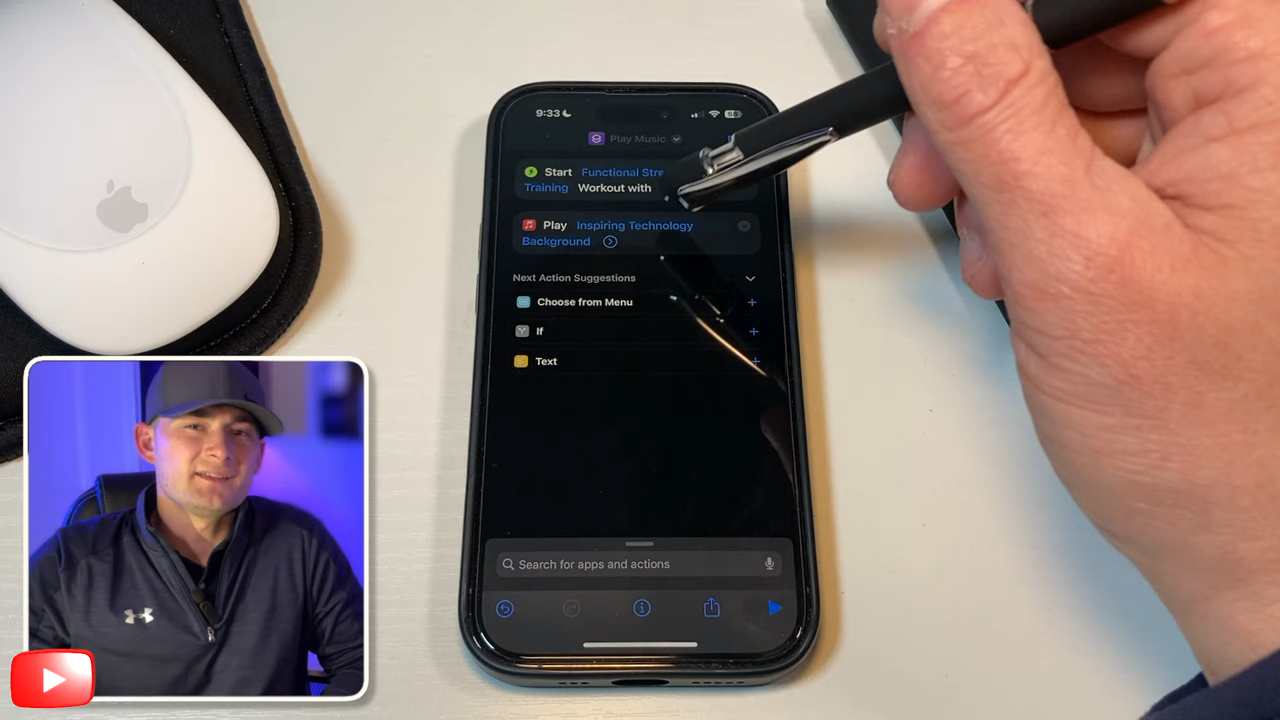 9:33
68
Play Music
Start Functional Stre
Training Workout with
Play Inspiring Technology
Background
Next Action Suggestions
Choose from Menu
If
Text
Search for apps and actions